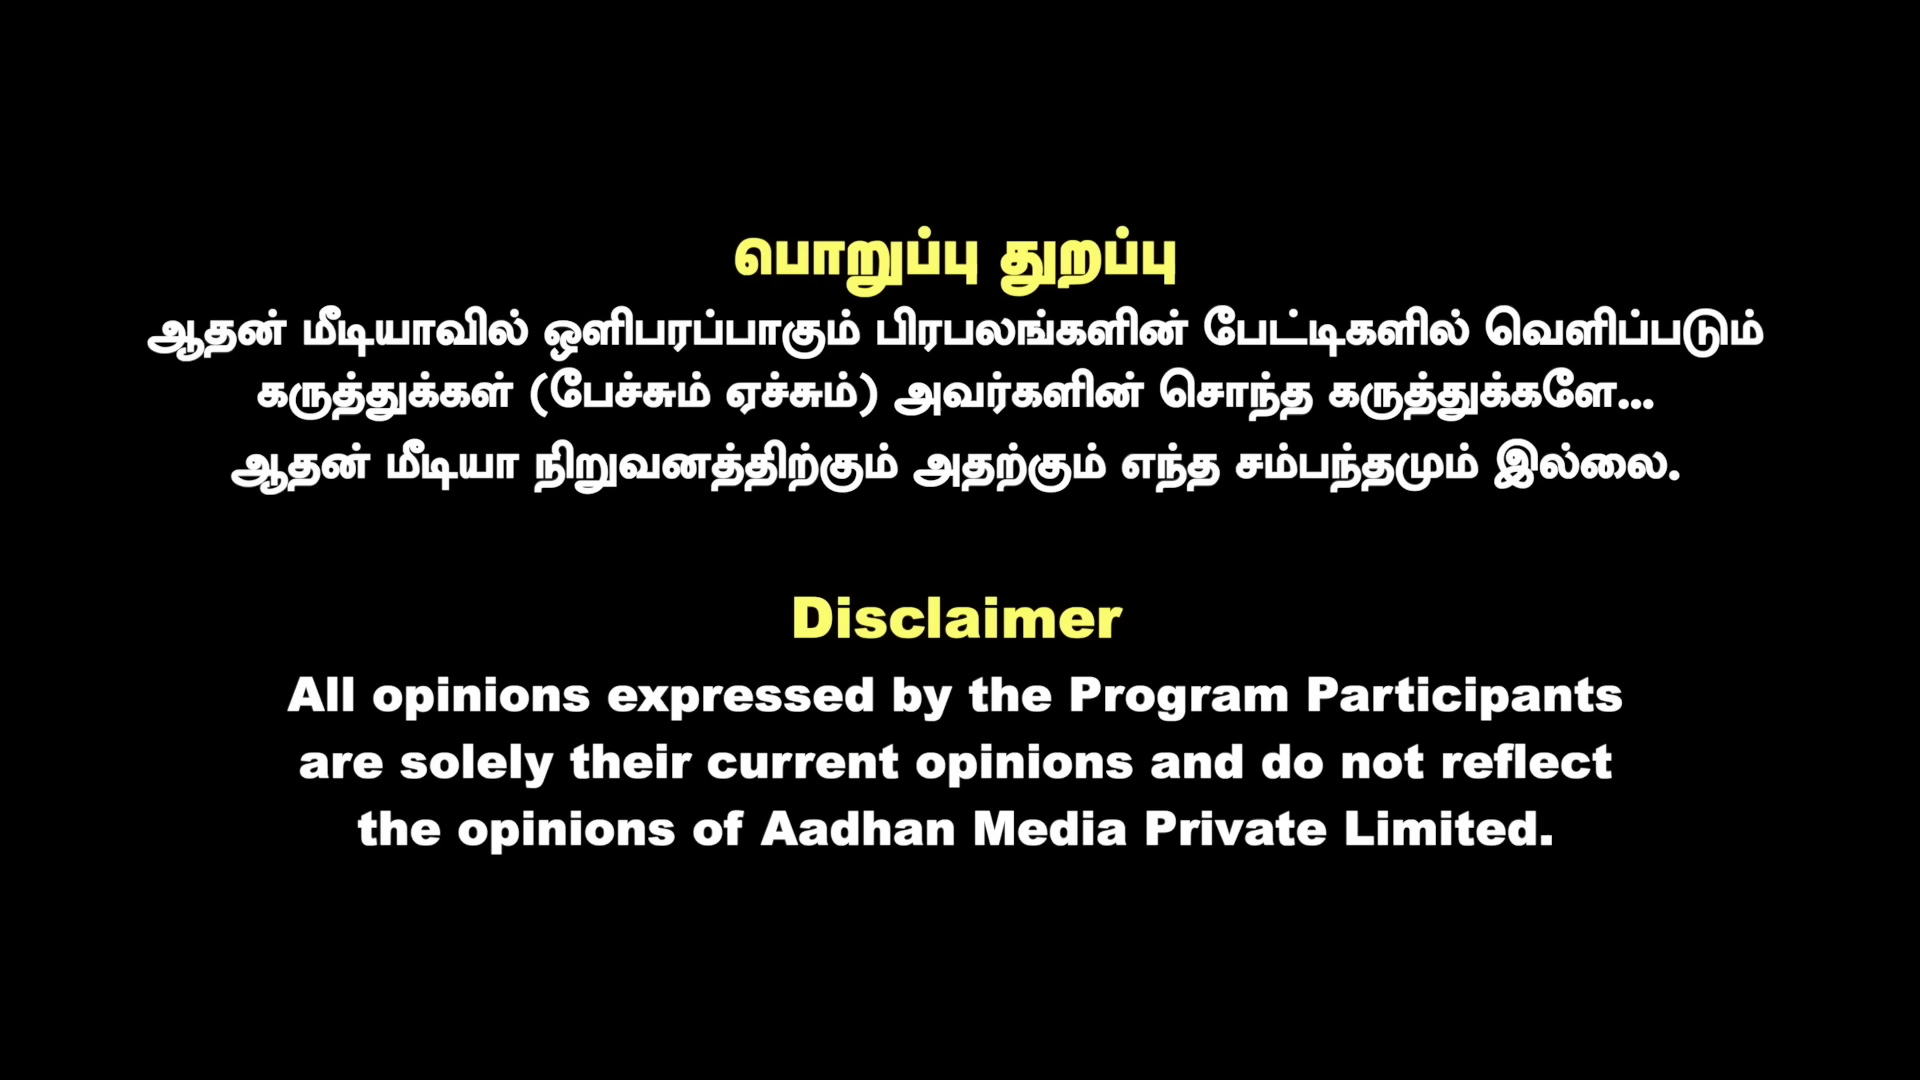 பொறுப்பு துறப்பு
ஆதன் மீடியாவில் ஒளிபரப்பாகும் பிரபலங்களின் பேட்டிகளில் வெளிப்படும்
கருத்துக்கள் (பேச்சும் ஏச்சும்) அவர்களின் சொந்த கருத்துக்களே...
ஆதன் மீடியா நிறுவனத்திற்கும் அதற்கும் எந்த சம்பந்தமும் இல்லை.
Disclaimer
All opinions expressed by the Program Participants
are solely their current opinions and do not reflect
the opinions of Aadhan Media Private Limited.